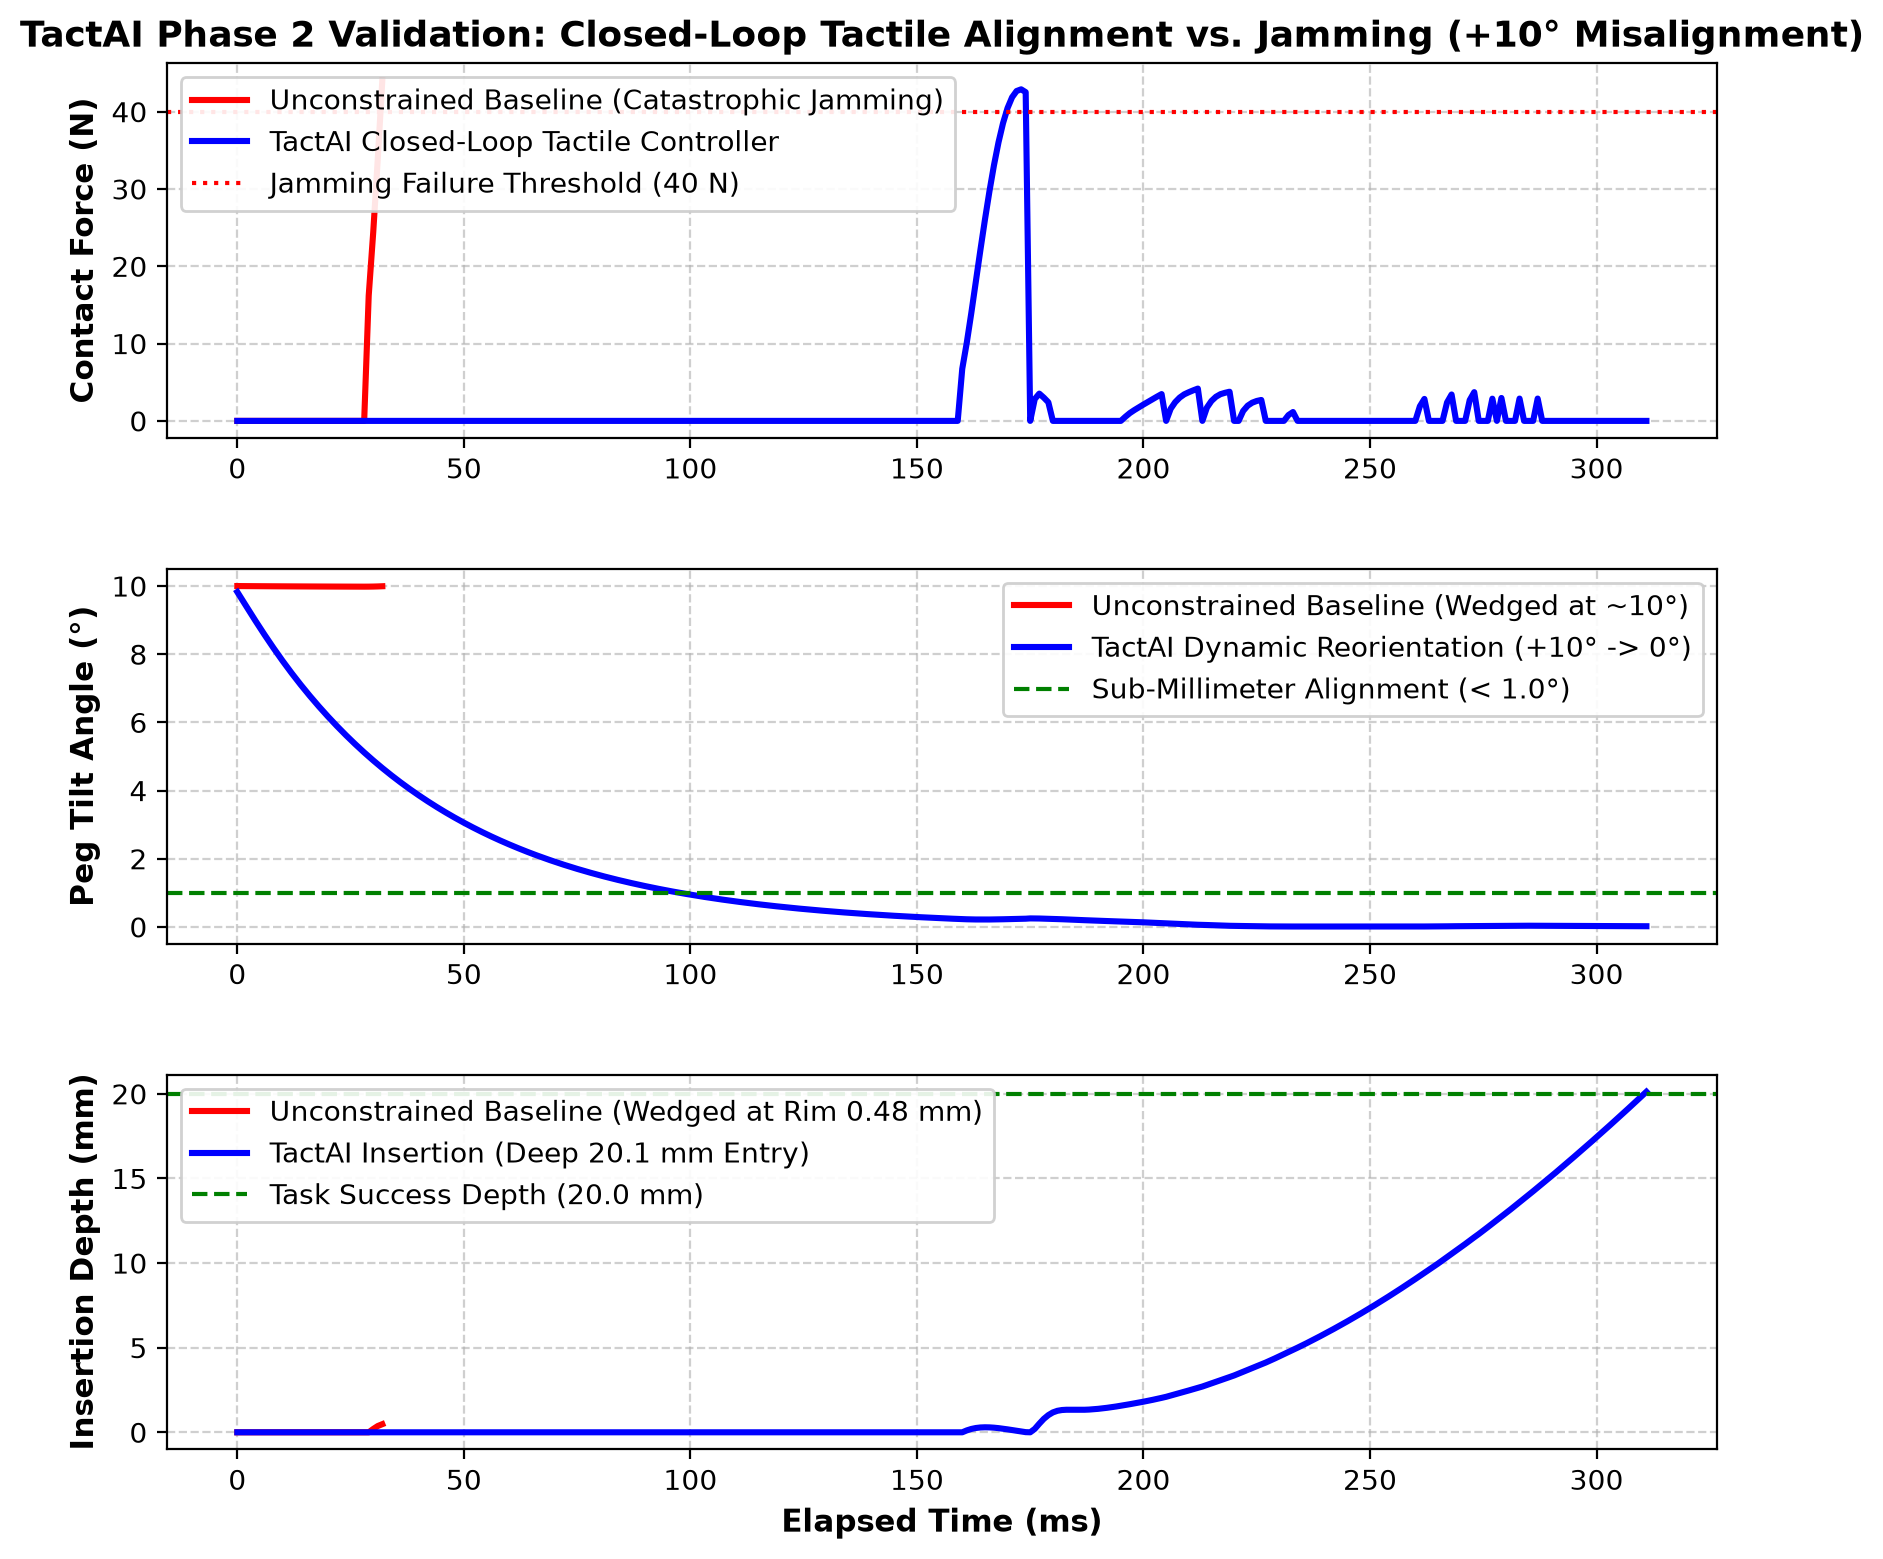 TactAI Phase 2 Validation: Closed-Loop Tactile Alignment vs. Jamming (+10° Misalignment)
Contact Force (N)
40
30
20
10
0
Unconstrained Baseline (Catastrophic Jamming)
TactAI Closed-Loop Tactile Controller
Jamming Failure Threshold (40 N)
0 50 100 150 200 250 300
Peg Tilt Angle (°)
10
8
6
4
2
0
Unconstrained Baseline (Wedged at ~10°)
TactAI Dynamic Reorientation (+10° -> 0°)
Sub-Millimeter Alignment (< 1.0°)
0 50 100 150 200 250 300
Insertion Depth (mm)
20
15
10
5
0
Unconstrained Baseline (Wedged at Rim 0.48 mm)
TactAI Insertion (Deep 20.1 mm Entry)
Task Success Depth (20.0 mm)
0 50 100 150 200 250 300
Elapsed Time (ms)